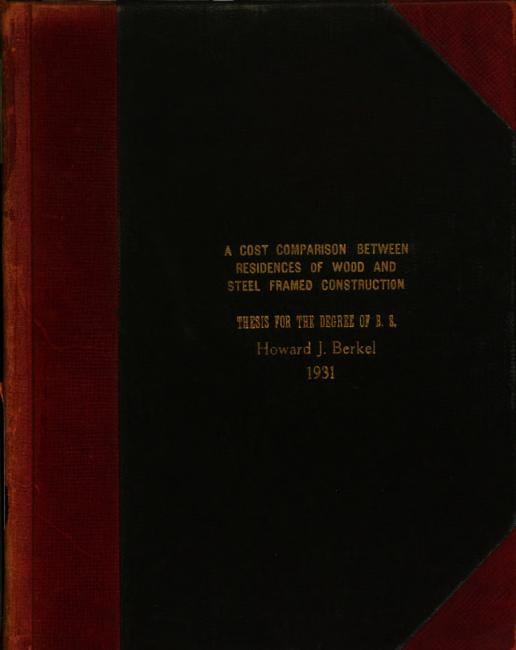 A COST COMPARISON BETWEEN
RESIDENCES OF WOOD AND
STEEL FRAMED CONSTRUCTION
THESIS FOR THE DEGREE OF B. S.
Howard J. Berkel
1931